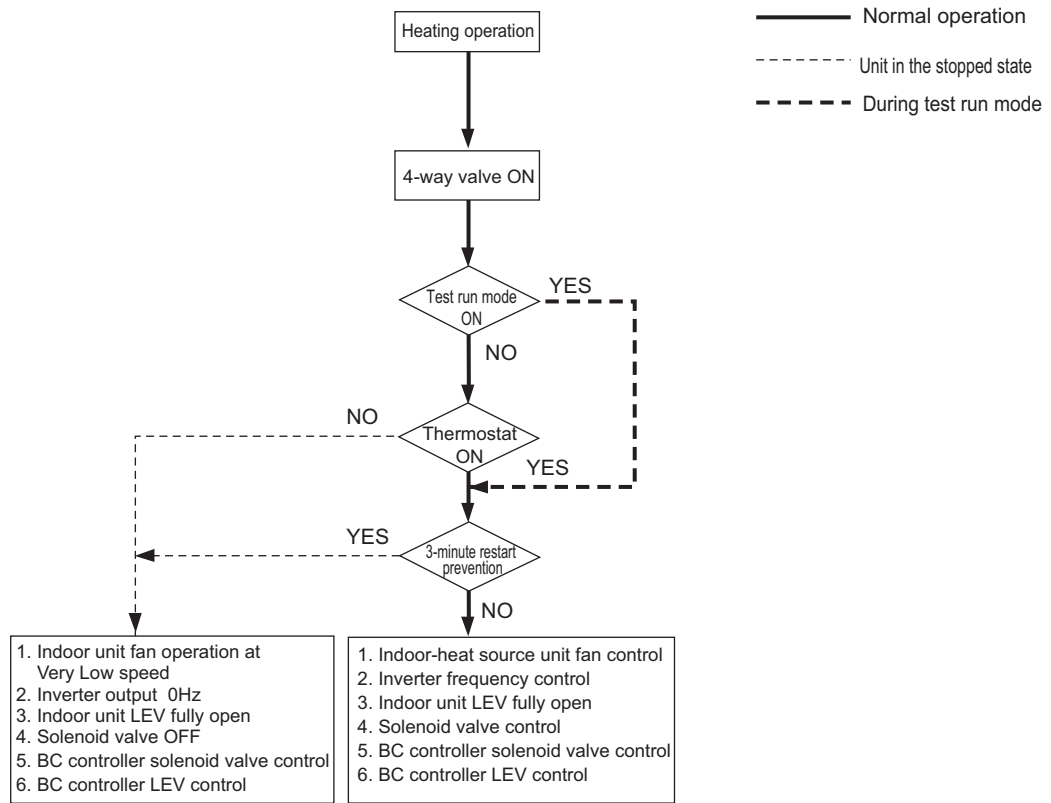 Heating operation
Normal operation
Unit in the stopped state
During test run mode
4-way valve ON
Test run mode
ON
YES
NO
NO
Thermostat
ON
YES
YES
3-minute restart
prevention
NO
1. Indoor unit fan operation at
Very Low speed
2. Inverter output 0Hz
3. Indoor unit LEV fully open
4. Solenoid valve OFF
5. BC controller solenoid valve control
6. BC controller LEV control
1. Indoor-heat source unit fan control
2. Inverter frequency control
3. Indoor unit LEV fully open
4. Solenoid valve control
5. BC controller solenoid valve control
6. BC controller LEV control